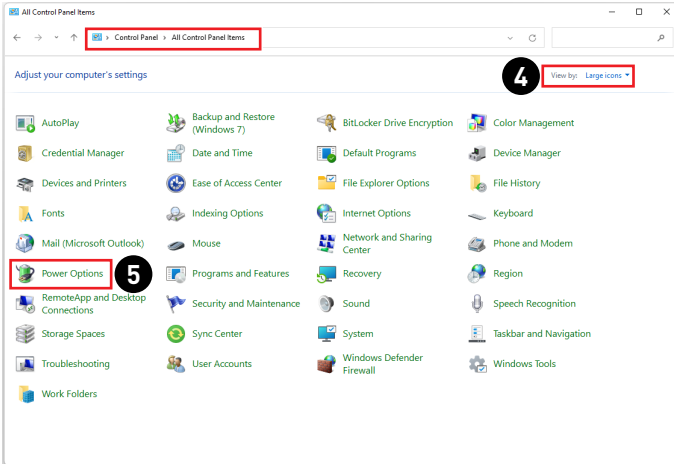 All Control Panel Items
Control Panel > All Control Panel Items
Adjust your computer's settings
4
View by: Large icons
AutoPlay
Backup and Restore
(Windows 7)
BitLocker Drive Encryption
Color Management
Credential Manager
Date and Time
Default Programs
Device Manager
Devices and Printers
Ease of Access Center
File Explorer Options
File History
Fonts
Indexing Options
Internet Options
Keyboard
Mail (Microsoft Outlook)
Mouse
Network and Sharing
Center
Phone and Modem
Power Options
5
Programs and Features
Recovery
Region
RemoteApp and Desktop
Connections
Security and Maintenance
Sound
Speech Recognition
Storage Spaces
Sync Center
System
Taskbar and Navigation
Troubleshooting
User Accounts
Windows Defender
Firewall
Windows Tools
Work Folders